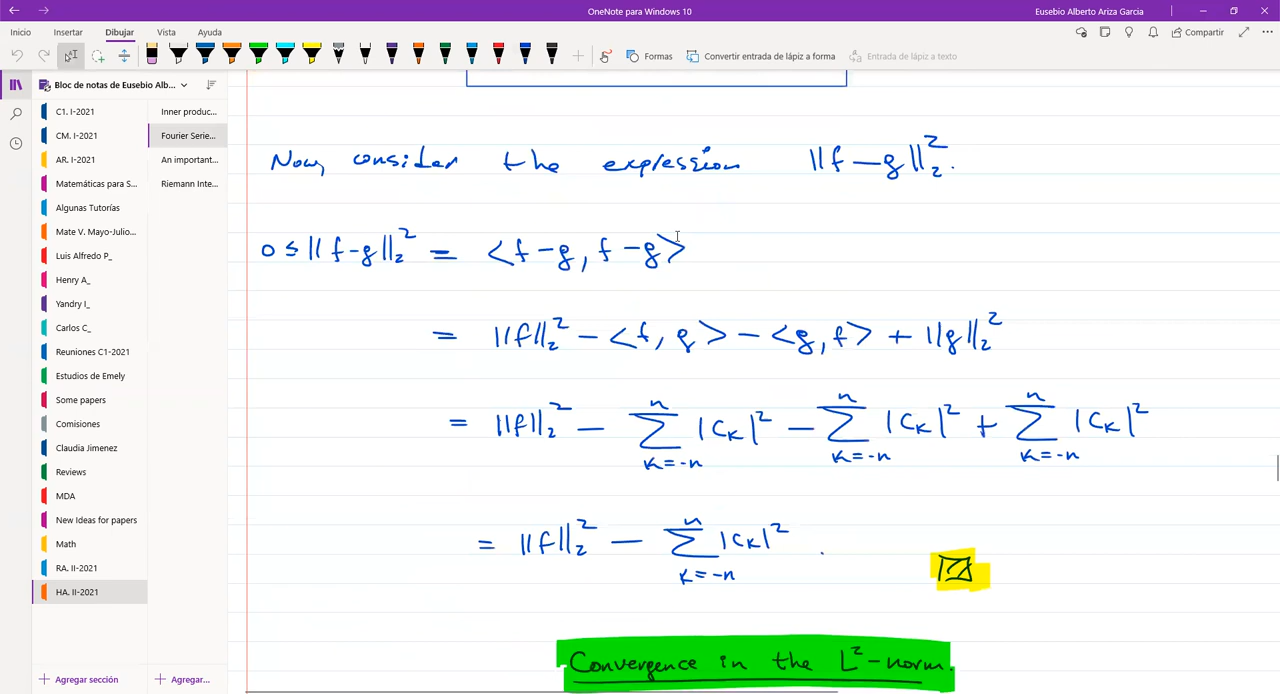 OneNote para Windows 10
Eusebio Alberto Ariza Garcia
Inicio Insertar Dibujar Vista Ayuda
Compartir
Formas
Convertir entrada de lápiz a forma
Entrada de lápiz a texto
Bloc de notas de Eusebio Alb...
C1. I-2021
CM. I-2021
AR. I-2021
Matemáticas para S...
Algunas Tutorías
Mate V. Mayo-Julio...
Luis Alfredo P_
Henry A_
Yandry I_
Carlos C_
Reuniones C1-2021
Estudios de Emely
Some papers
Comisiones
Claudia Jimenez
Reviews
MDA
New Ideas for papers
Math
RA. II-2021
HA. II-2021
Agregar sección
Inner produc...
Fourier Serie...
An important...
Riemann Inte...
Agregar...
Now, consider the expression ||f-g||₂².
0 ≤ ||f-g||₂² = <f-g, f-g>
= ||f||₂² - <f, g> - <g, f> + ||g||₂²
= ||f||₂² - ∑_{k=-n}^{n} |c_k|² - ∑_{k=-n}^{n} |c_k|² + ∑_{k=-n}^{n} |c_k|²
= ||f||₂² - ∑_{k=-n}^{n} |c_k|².
Convergence in the L²-norm.